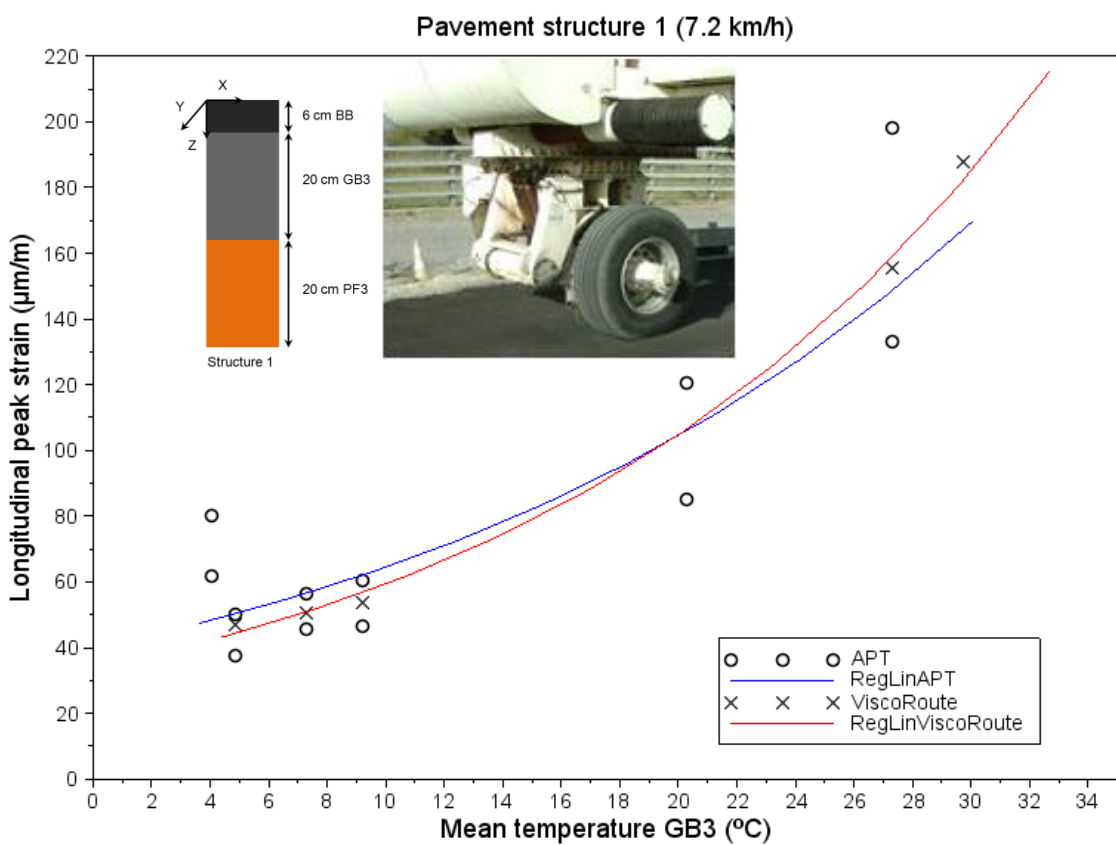 Pavement structure 1 (7.2 km/h)
220
200
180
160
140
120
100
80
60
40
20
0
Longitudinal peak strain (µm/m)
X
Y
Z
6 cm BB
20 cm GB3
20 cm PF3
Structure 1
APT
RegLinAPT
ViscoRoute
RegLinViscoRoute
0 2 4 6 8 10 12 14 16 18 20 22 24 26 28 30 32 34
Mean temperature GB3 (ºC)